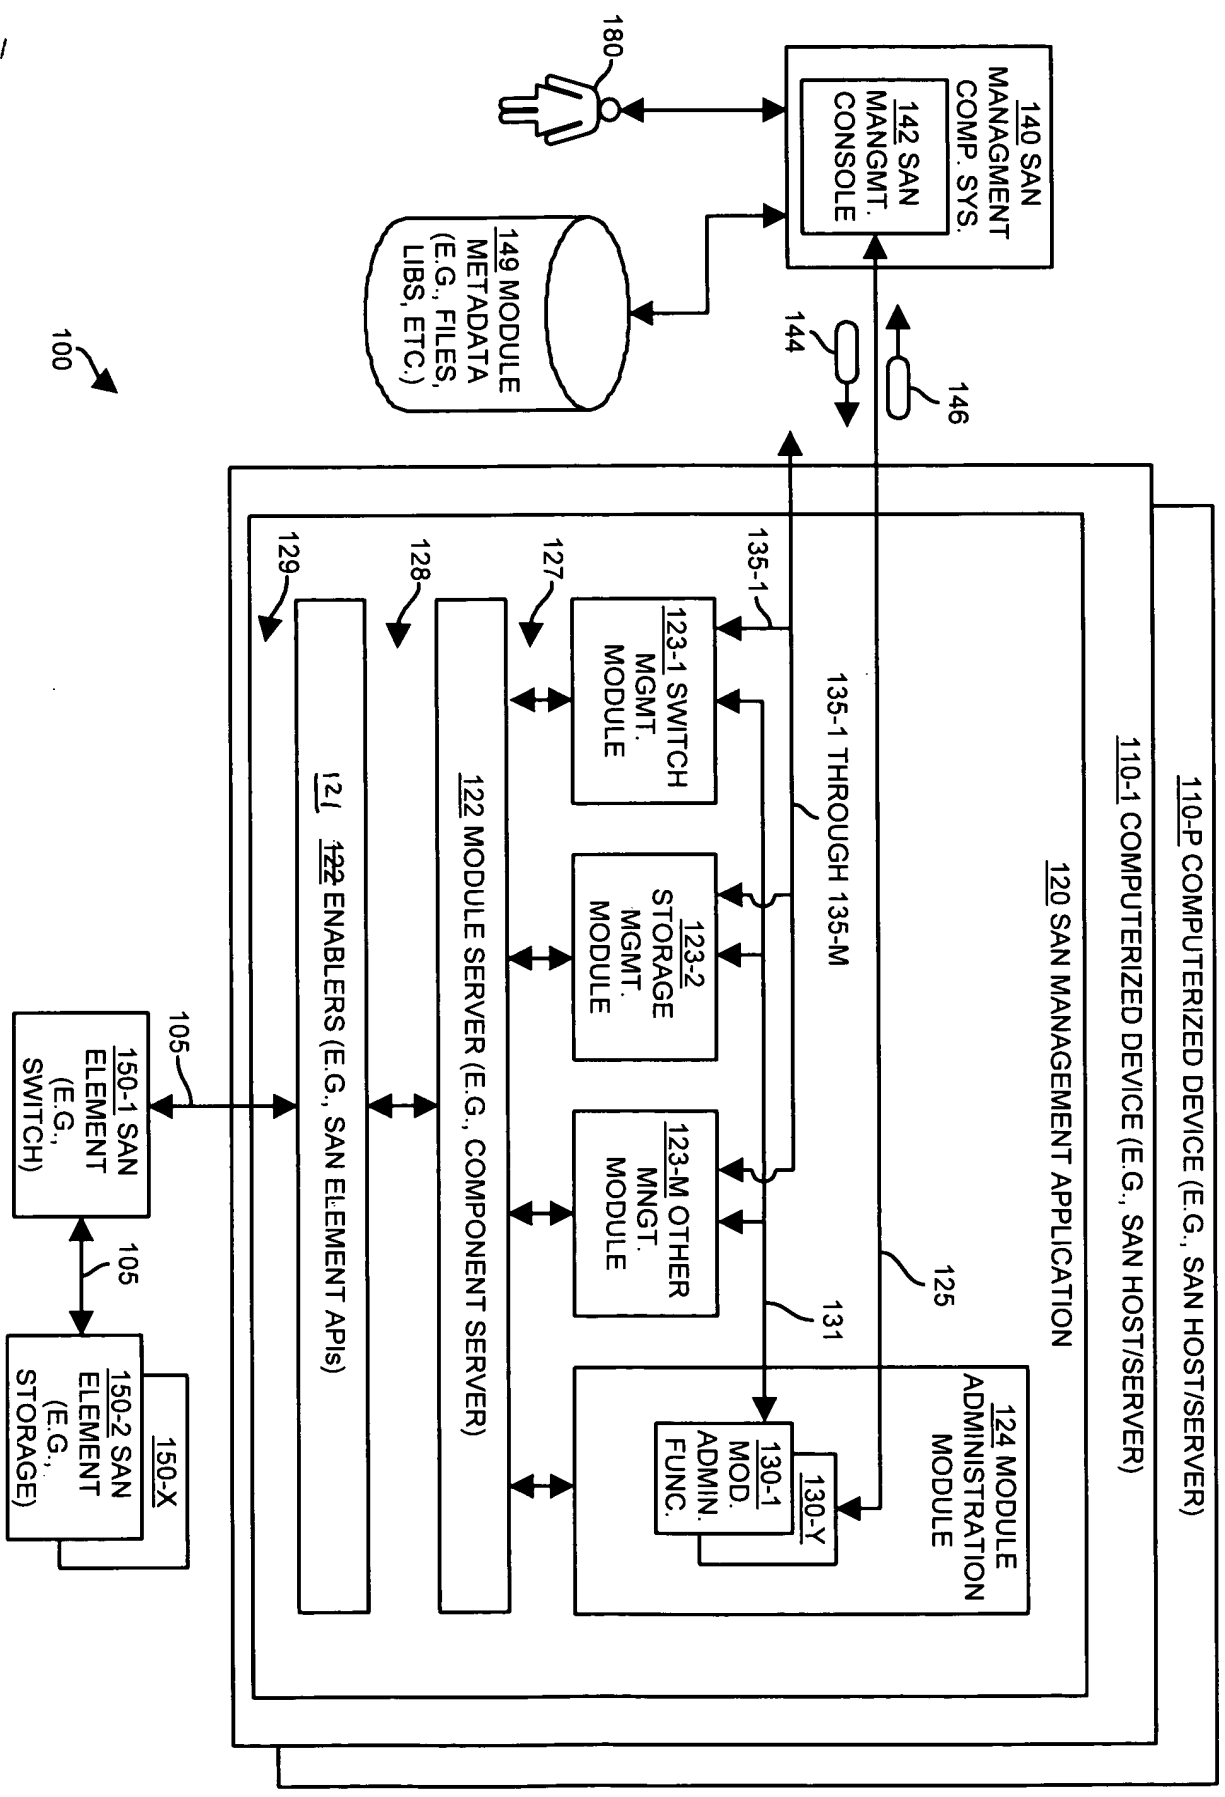 110-P COMPUTERIZED DEVICE (E.G., SAN HOST/SERVER)
110-1 COMPUTERIZED DEVICE (E.G., SAN HOST/SERVER)
120 SAN MANAGEMENT APPLICATION
140 SAN
MANAGMENT
COMP. SYS.
142 SAN
MANGMT.
CONSOLE
180
146
144
149 MODULE
METADATA
(E.G., FILES,
LIBS, ETC.)
100
125
135-1 THROUGH 135-M
135-1
131
124 MODULE
ADMINISTRATION
MODULE
130-Y
130-1
MOD.
ADMIN.
FUNC.
123-1 SWITCH
MGMT.
MODULE
123-2
STORAGE
MGMT.
MODULE
123-M OTHER
MNGT.
MODULE
127
122 MODULE SERVER (E.G., COMPONENT SERVER)
128
121 122 ENABLERS (E.G., SAN ELEMENT APIs)
129
105
150-1 SAN
ELEMENT
(E.G.,
SWITCH)
105
150-X
150-2 SAN
ELEMENT
(E.G.,
STORAGE)